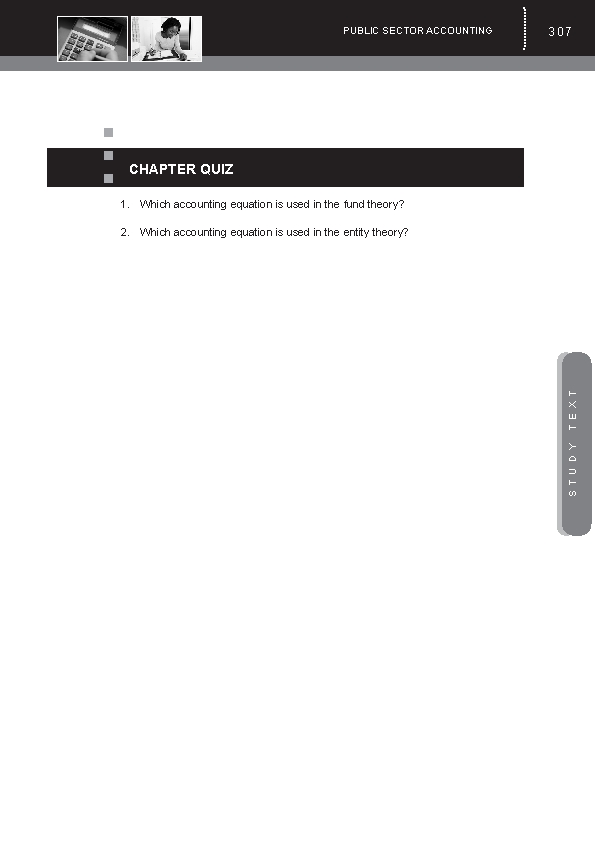 PUBLIC SECTOR ACCOUNTING
307
CHAPTER QUIZ
1. Which accounting equation is used in the fund theory?
2. Which accounting equation is used in the entity theory?
STUDY TEXT